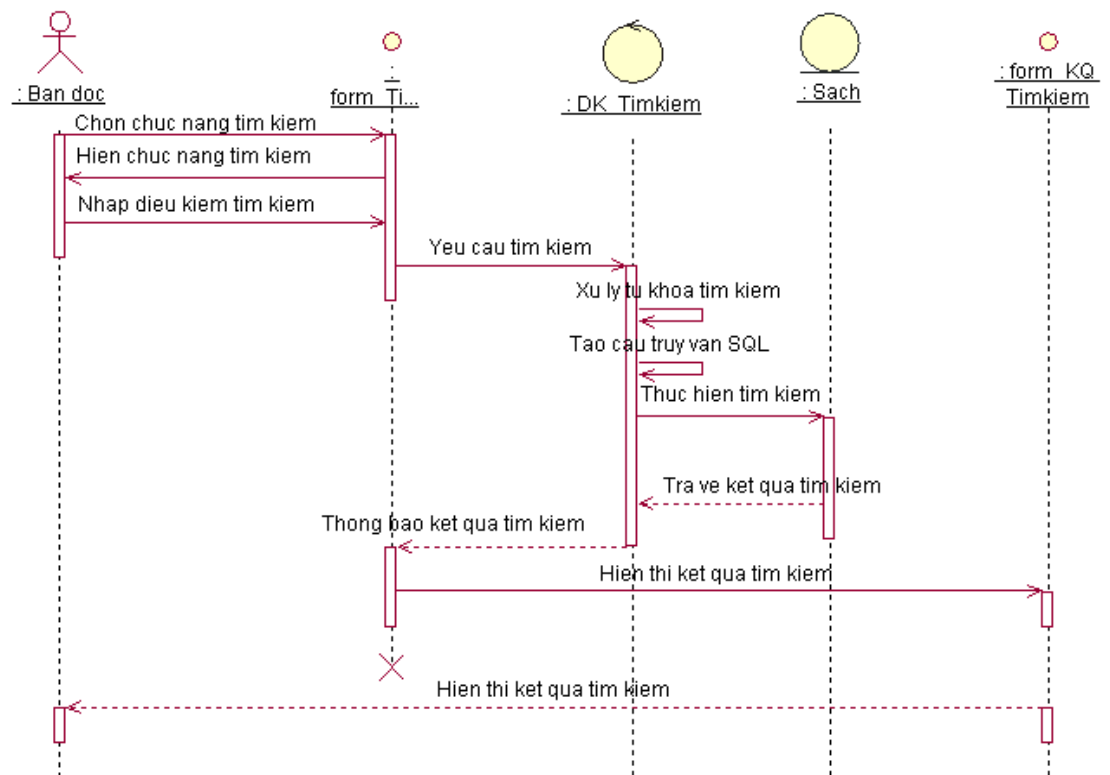 : Ban doc
:
form_Ti...
: DK_Timkiem
: Sach
: form_KQ
Timkiem
Chon chuc nang tim kiem
Hien chuc nang tim kiem
Nhap dieu kiem tim kiem
Yeu cau tim kiem
Xu ly tu khoa tim kiem
Tao cau truy van SQL
Thuc hien tim kiem
Tra ve ket qua tim kiem
Thong bao ket qua tim kiem
Hien thi ket qua tim kiem
Hien thi ket qua tim kiem